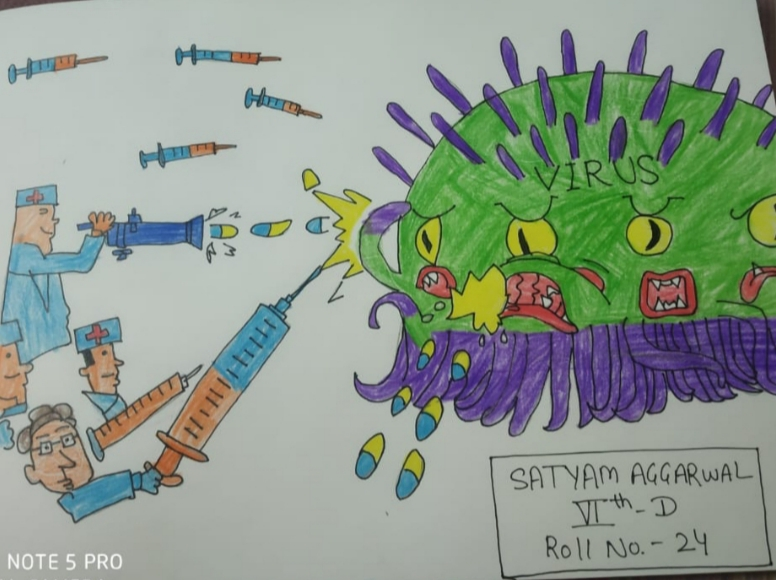 VIRUS
SATYAM AGGARWAL
VIth-D
Roll No.- 24
NOTE 5 PRO